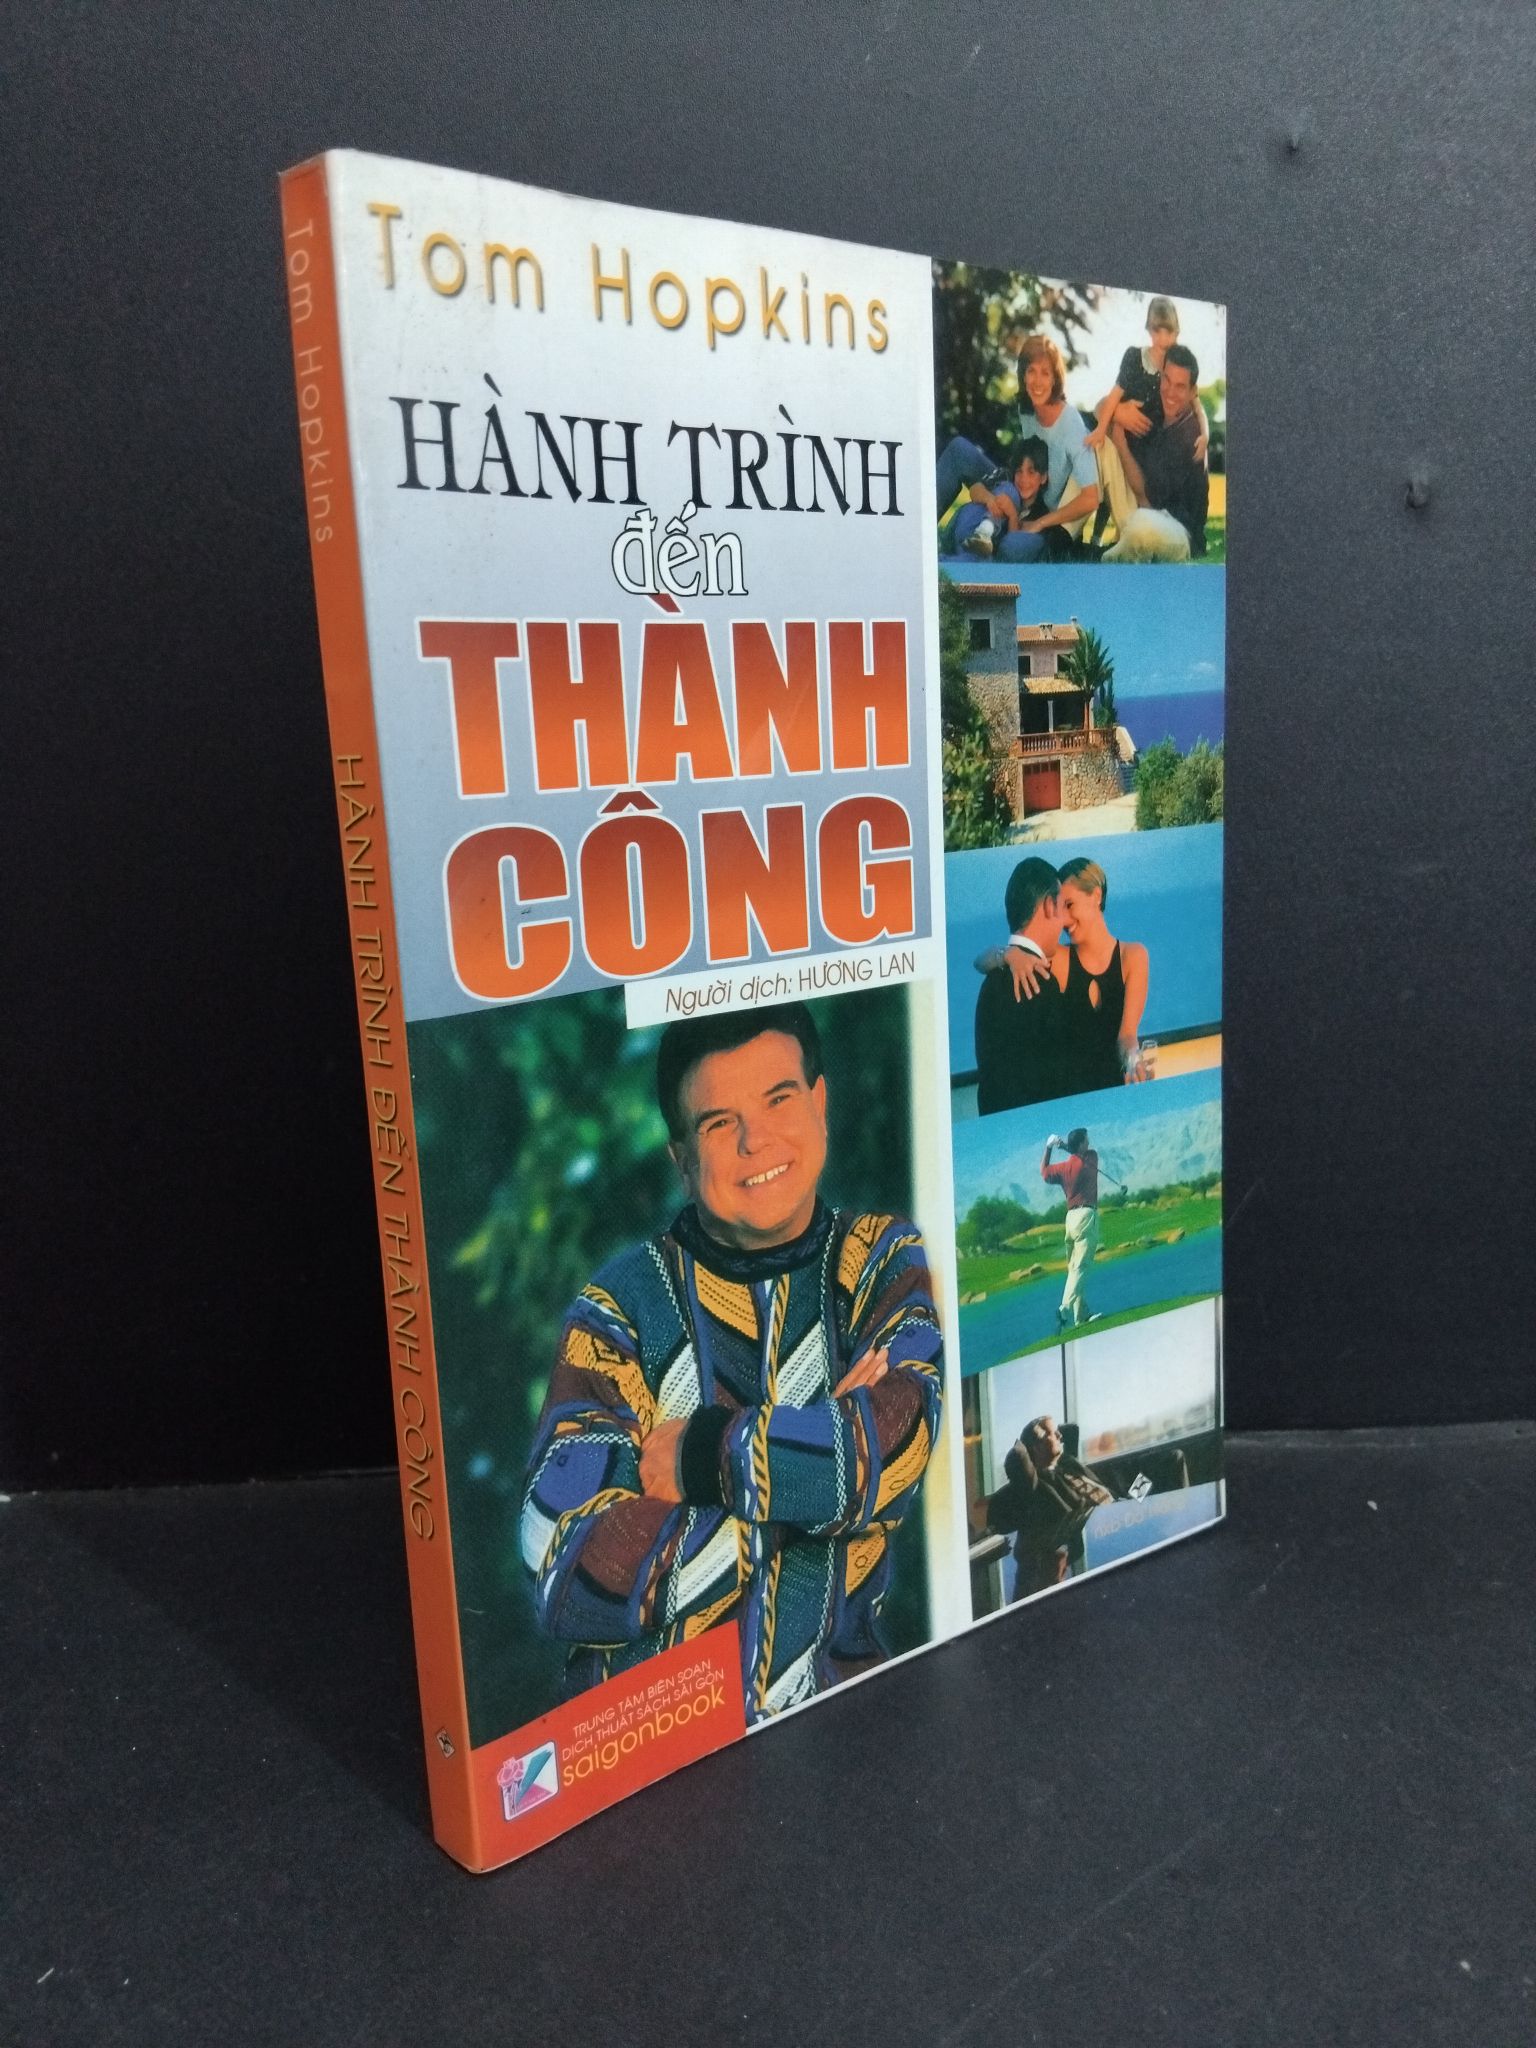 Tom Hopkins
HÀNH TRÌNH
đến
THÀNH
CÔNG
Người dịch: HƯƠNG LAN
TRUNG TÂM BIÊN SOẠN
DỊCH THUẬT SÁCH SÀI GÒN
saigonbook
Tom Hopkins
HÀNH TRÌNH ĐẾN THÀNH CÔNG